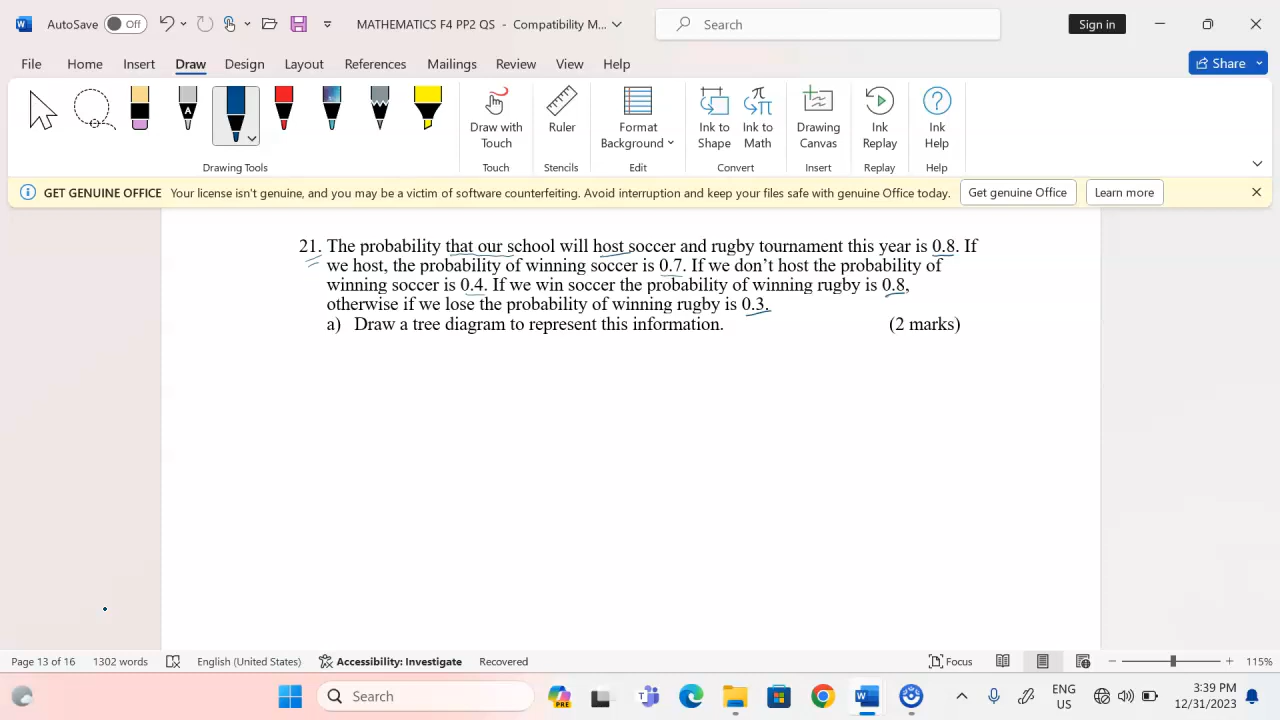 AutoSave Off MATHEMATICS F4 PP2 QS - Compatibility M... Search Sign in
File Home Insert Draw Design Layout References Mailings Review View Help Share
Draw with Touch
Ruler
Format Background
Ink to Shape
Ink to Math
Drawing Canvas
Ink Replay
Ink Help
Drawing Tools Touch Stencils Edit Convert Insert Replay Help
GET GENUINE OFFICE Your license isn't genuine, and you may be a victim of software counterfeiting. Avoid interruption and keep your files safe with genuine Office today. Get genuine Office Learn more
21. The probability that our school will host soccer and rugby tournament this year is 0.8. If
we host, the probability of winning soccer is 0.7. If we don't host the probability of
winning soccer is 0.4. If we win soccer the probability of winning rugby is 0.8,
otherwise if we lose the probability of winning rugby is 0.3.
a) Draw a tree diagram to represent this information. (2 marks)
Page 13 of 16 1302 words English (United States) Accessibility: Investigate Recovered Focus 115%
Search PRE ENG US 3:39 PM 12/31/2023